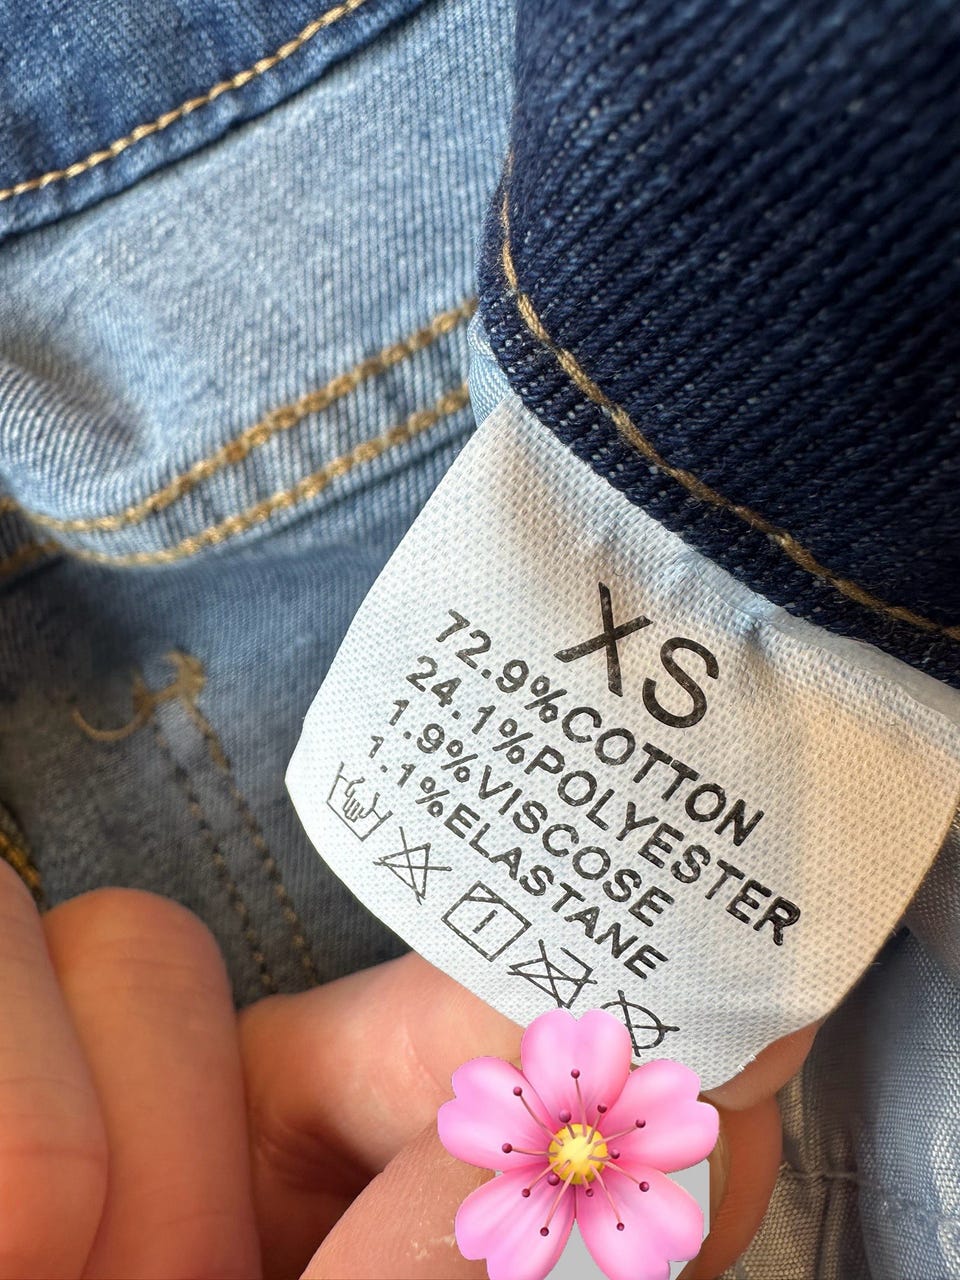 XS
72.9%COTTON
24.1%POLYESTER
1.9%VISCOSE
1.1%ELASTANE